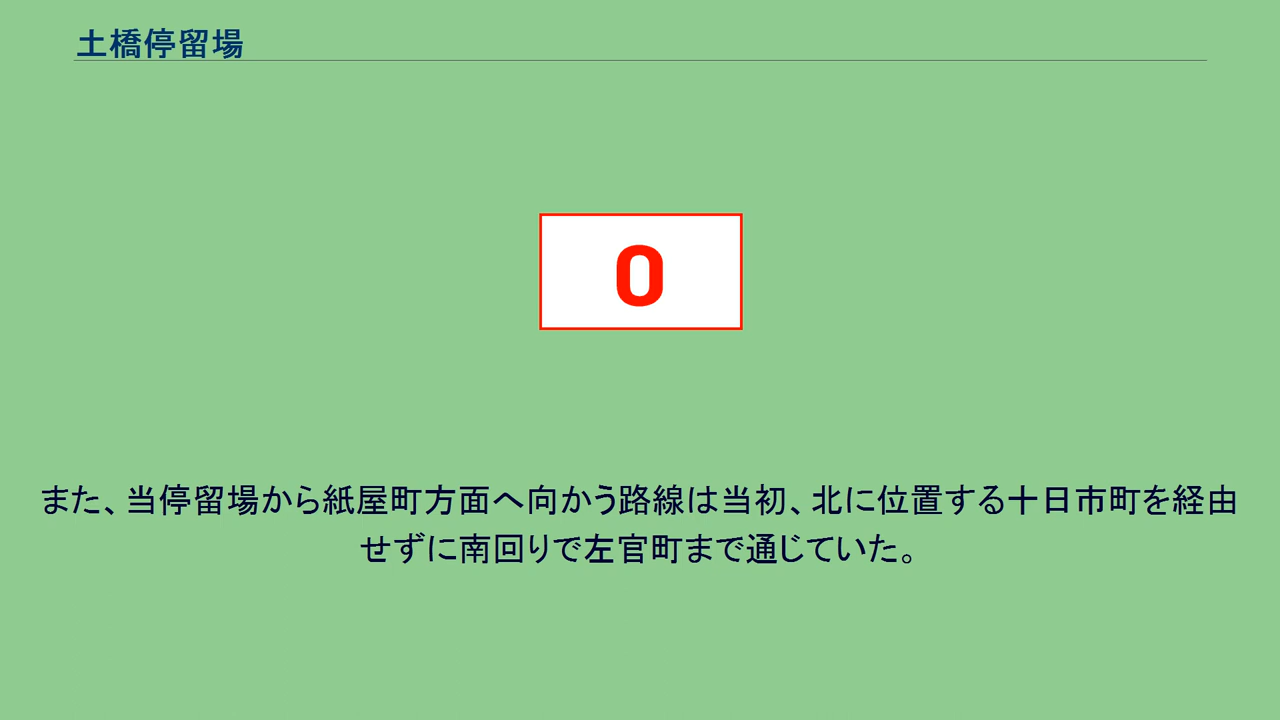 土橋停留場
0
また、当停留場から紙屋町方面へ向かう路線は当初、北に位置する十日市町を経由
せずに南回りで左官町まで通じていた。